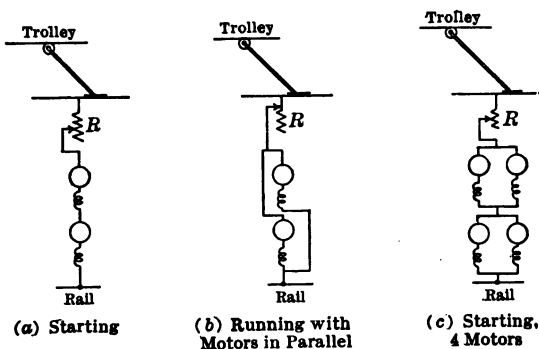 Trolley
Trolley
Trolley
R
R
R
Rail
Rail
Rail
(a) Starting
(b) Running with
Motors in Parallel
(c) Starting,
4 Motors